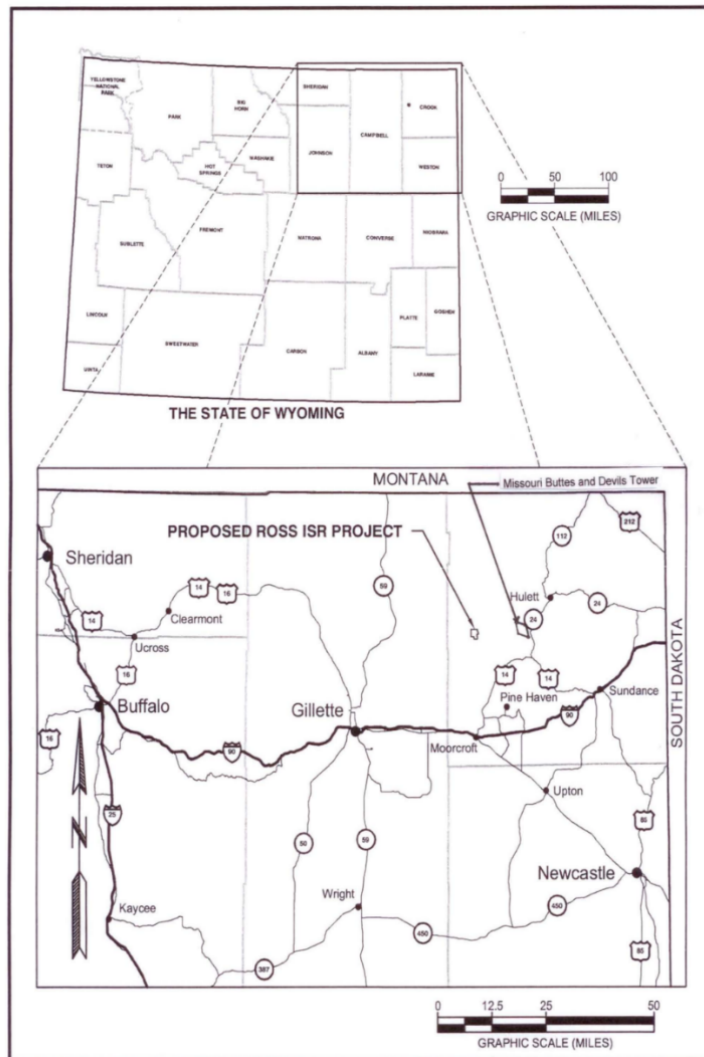 YELLOWSTONE
NATIONAL
PARK
PARK
BIG
HORN
SHERIDAN
CROOK
CAMPBELL
JOHNSON
WASHAKIE
TETON
HOT
SPRINGS
WESTON
0 50 100
GRAPHIC SCALE (MILES)
FREMONT
NATRONA
CONVERSE
NIOBRARA
SUBLETTE
LINCOLN
PLATTE
GOSHEN
SWEETWATER
CARBON
ALBANY
UINTA
LARAMIE
THE STATE OF WYOMING
MONTANA
Missouri Buttes and Devils Tower
PROPOSED ROSS ISR PROJECT
212
112
Sheridan
59
14
16
Hulett
24
24
Clearmont
14
Ucross
16
14
14
Pine Haven
Sundance
SOUTH DAKOTA
Buffalo
Gillette
90
16
90
Moorcroft
N
Upton
25
50
59
85
Newcastle
Kaycee
Wright
450
450
387
85
0 12.5 25 50
GRAPHIC SCALE (MILES)